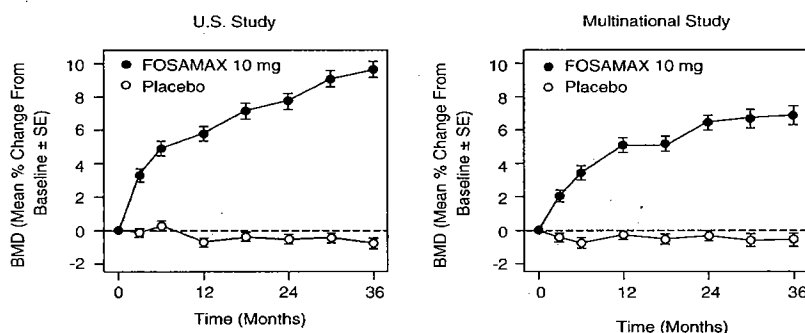 U.S. Study
BMD (Mean % Change From
Baseline ± SE)
10
8
6
4
2
0
-2
FOSAMAX 10 mg
Placebo
0 12 24 36
Time (Months)
Multinational Study
BMD (Mean % Change From
Baseline ± SE)
10
8
6
4
2
0
-2
FOSAMAX 10 mg
Placebo
0 12 24 36
Time (Months)